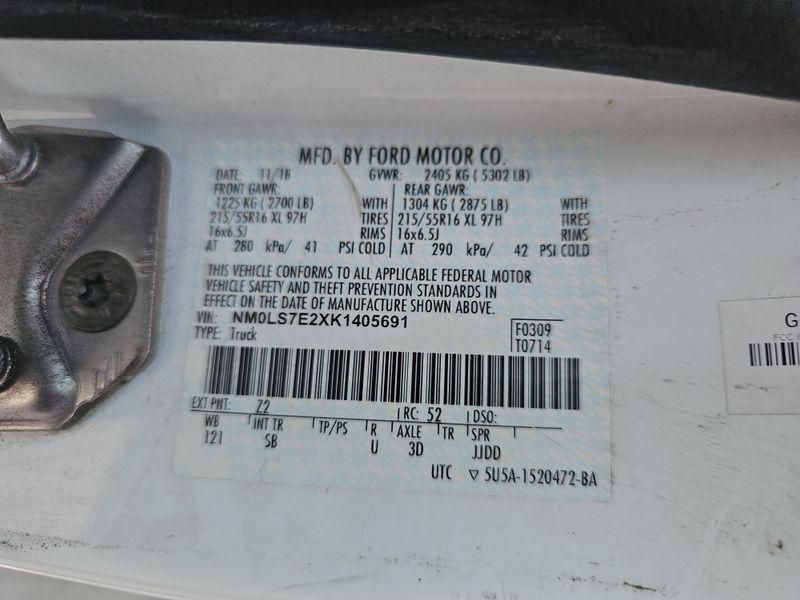 MFD. BY FORD MOTOR CO.
DATE: 11/18 GVWR: 2405 KG ( 5302 LB)
FRONT GAWR: REAR GAWR:
1225 KG ( 2700 LB) WITH 1304 KG ( 2875 LB) WITH
215/55R16 XL 97H TIRES 215/55R16 XL 97H TIRES
16x6.5J RIMS 16x6.5J RIMS
AT 280 kPa/ 41 PSI COLD AT 290 kPa/ 42 PSI COLD
THIS VEHICLE CONFORMS TO ALL APPLICABLE FEDERAL MOTOR
VEHICLE SAFETY AND THEFT PREVENTION STANDARDS IN
EFFECT ON THE DATE OF MANUFACTURE SHOWN ABOVE.
VIN: NM0LS7E2XK1405691
TYPE: Truck
F0309
T0714
EXT PNT: Z2 RC: 52 DSO:
WB INT TR TP/PS R AXLE TR SPR
121 SB U 3D JJDD
UTC ▽ 5U5A-1520472-BA
G
FCC